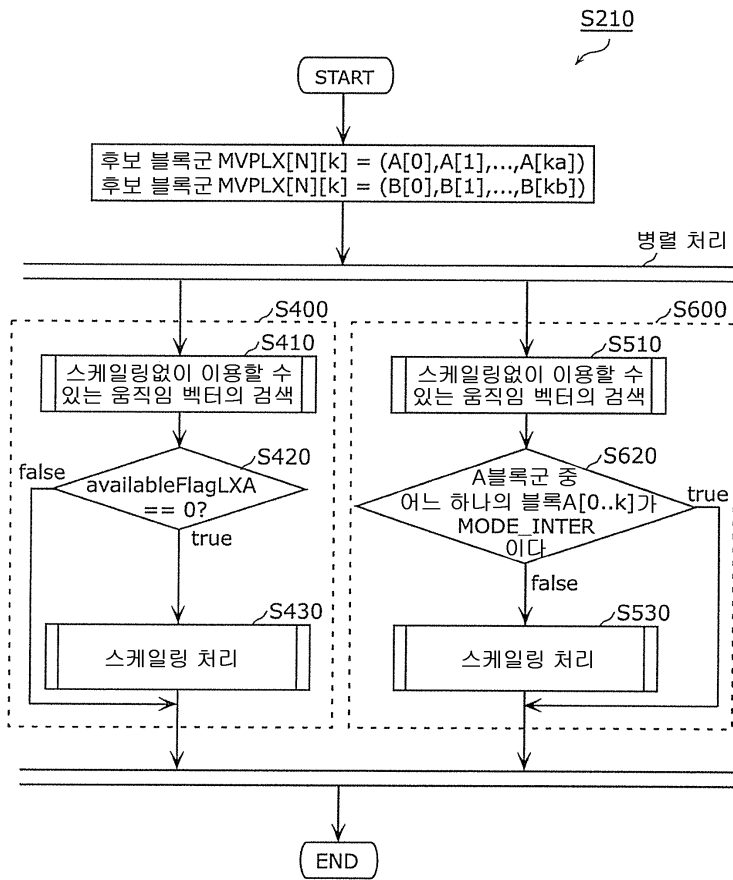 S210
START
후보 블록군 MVPLX[N][k] = (A[0],A[1],...,A[ka])
후보 블록군 MVPLX[N][k] = (B[0],B[1],...,B[kb])
병렬 처리
S400
S410
스케일링없이 이용할 수
있는 움직임 벡터의 검색
S420
false
availableFlagLXA
== 0?
true
S430
스케일링 처리
S600
S510
스케일링없이 이용할 수
있는 움직임 벡터의 검색
S620
A블록군 중
어느 하나의 블록A[0..k]가
MODE_INTER
이다
true
false
S530
스케일링 처리
END